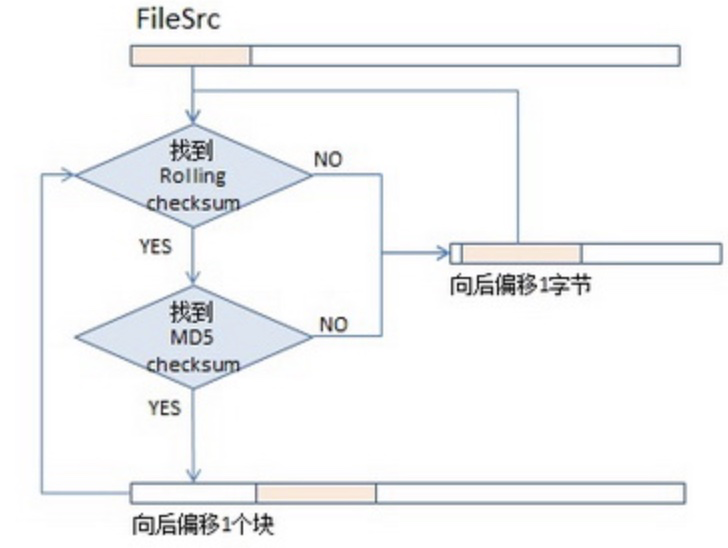 FileSrc
找到
Rolling
checksum
NO
YES
向后偏移1字节
找到
MD5
checksum
NO
YES
向后偏移1个块